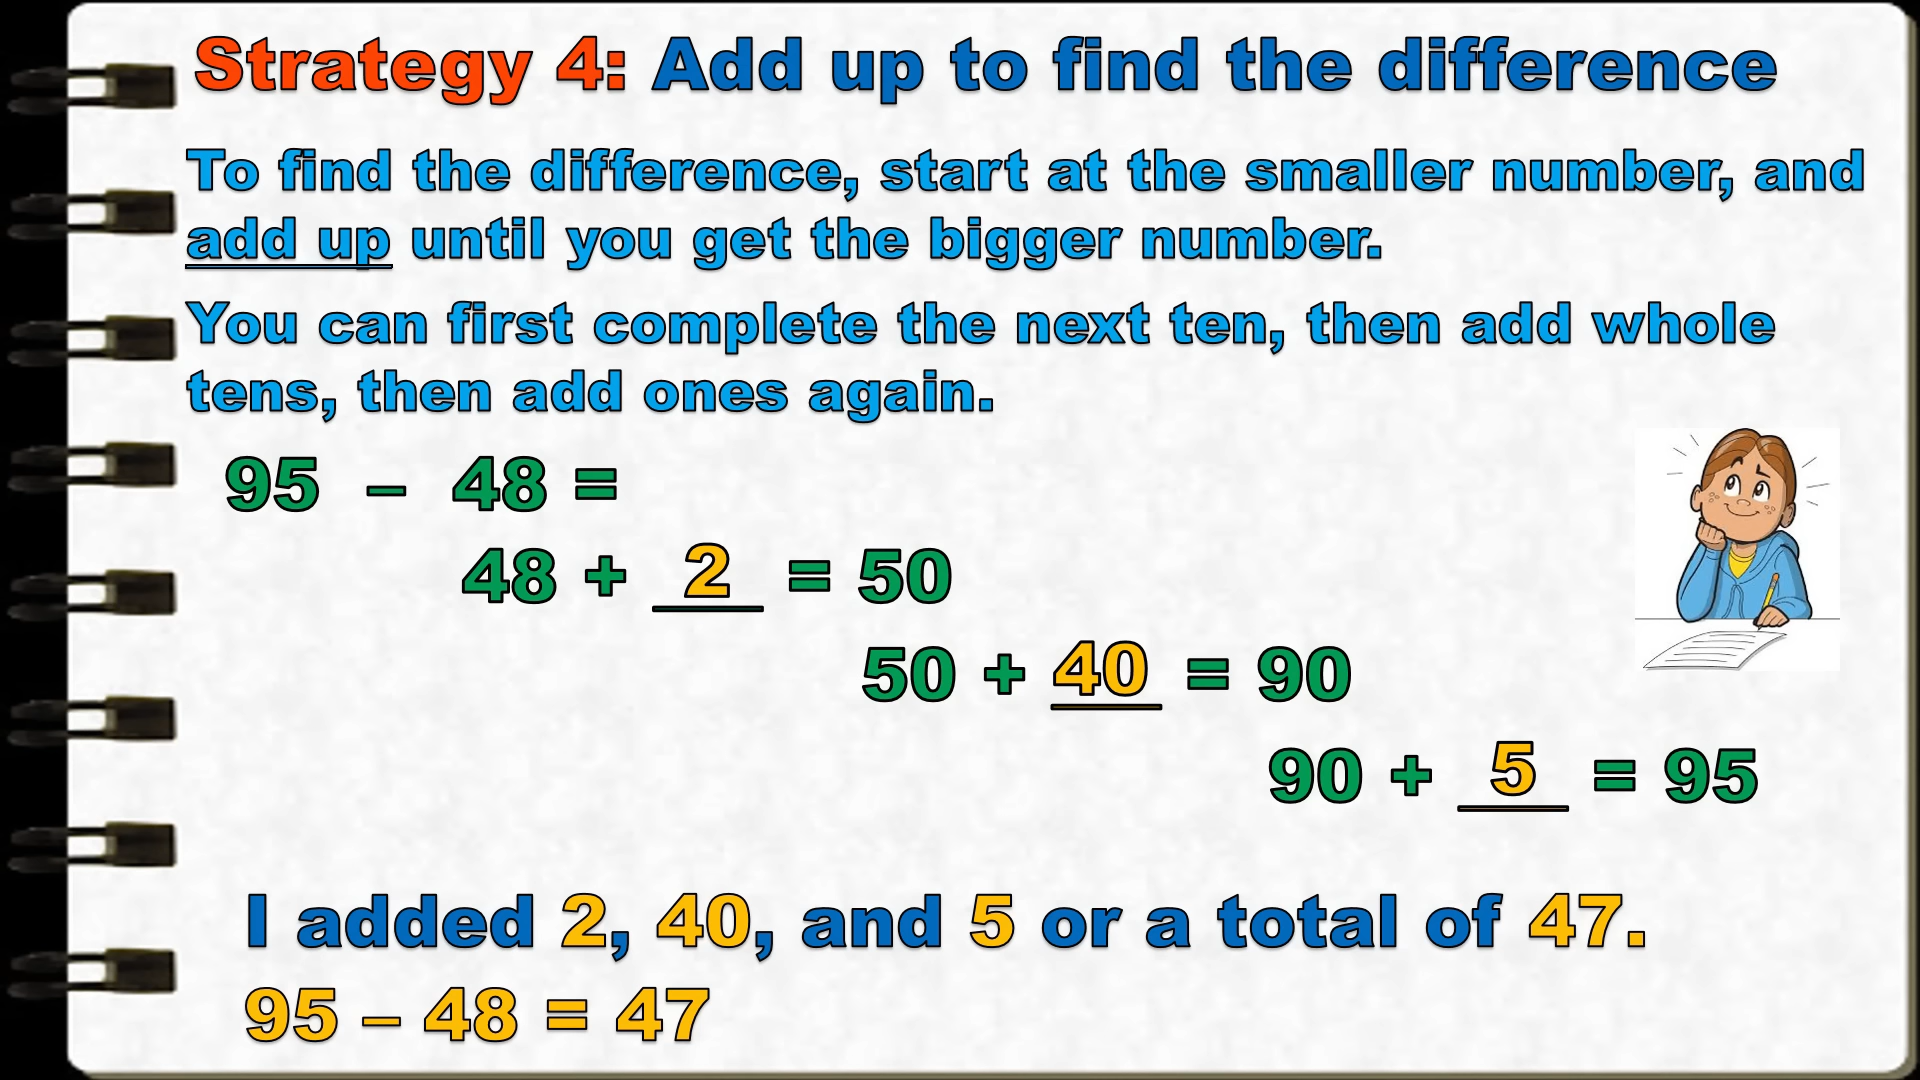 Strategy 4: Add up to find the difference
To find the difference, start at the smaller number, and
add up until you get the bigger number.
You can first complete the next ten, then add whole
tens, then add ones again.
95 – 48 =
48 + 2 = 50
50 + 40 = 90
90 + 5 = 95
I added 2, 40, and 5 or a total of 47.
95 – 48 = 47